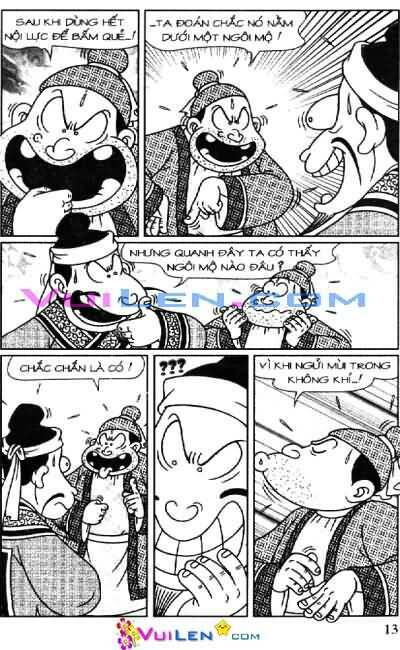 SAU KHI DÙNG HẾT
NỘI LỰC ĐỂ BẤM QUẺ...!
...TA ĐOÁN CHẮC NÓ NẰM
DƯỚI MỘT NGÔI MỘ!
NHƯNG QUANH ĐÂY TA CÓ THẤY
NGÔI MỘ NÀO ĐÂU?
VUILEN.COM
CHẮC CHẮN LÀ CÓ!
???
VÌ KHI NGỬI MÙI TRONG
KHÔNG KHÍ...!
13
VUILEN.COM